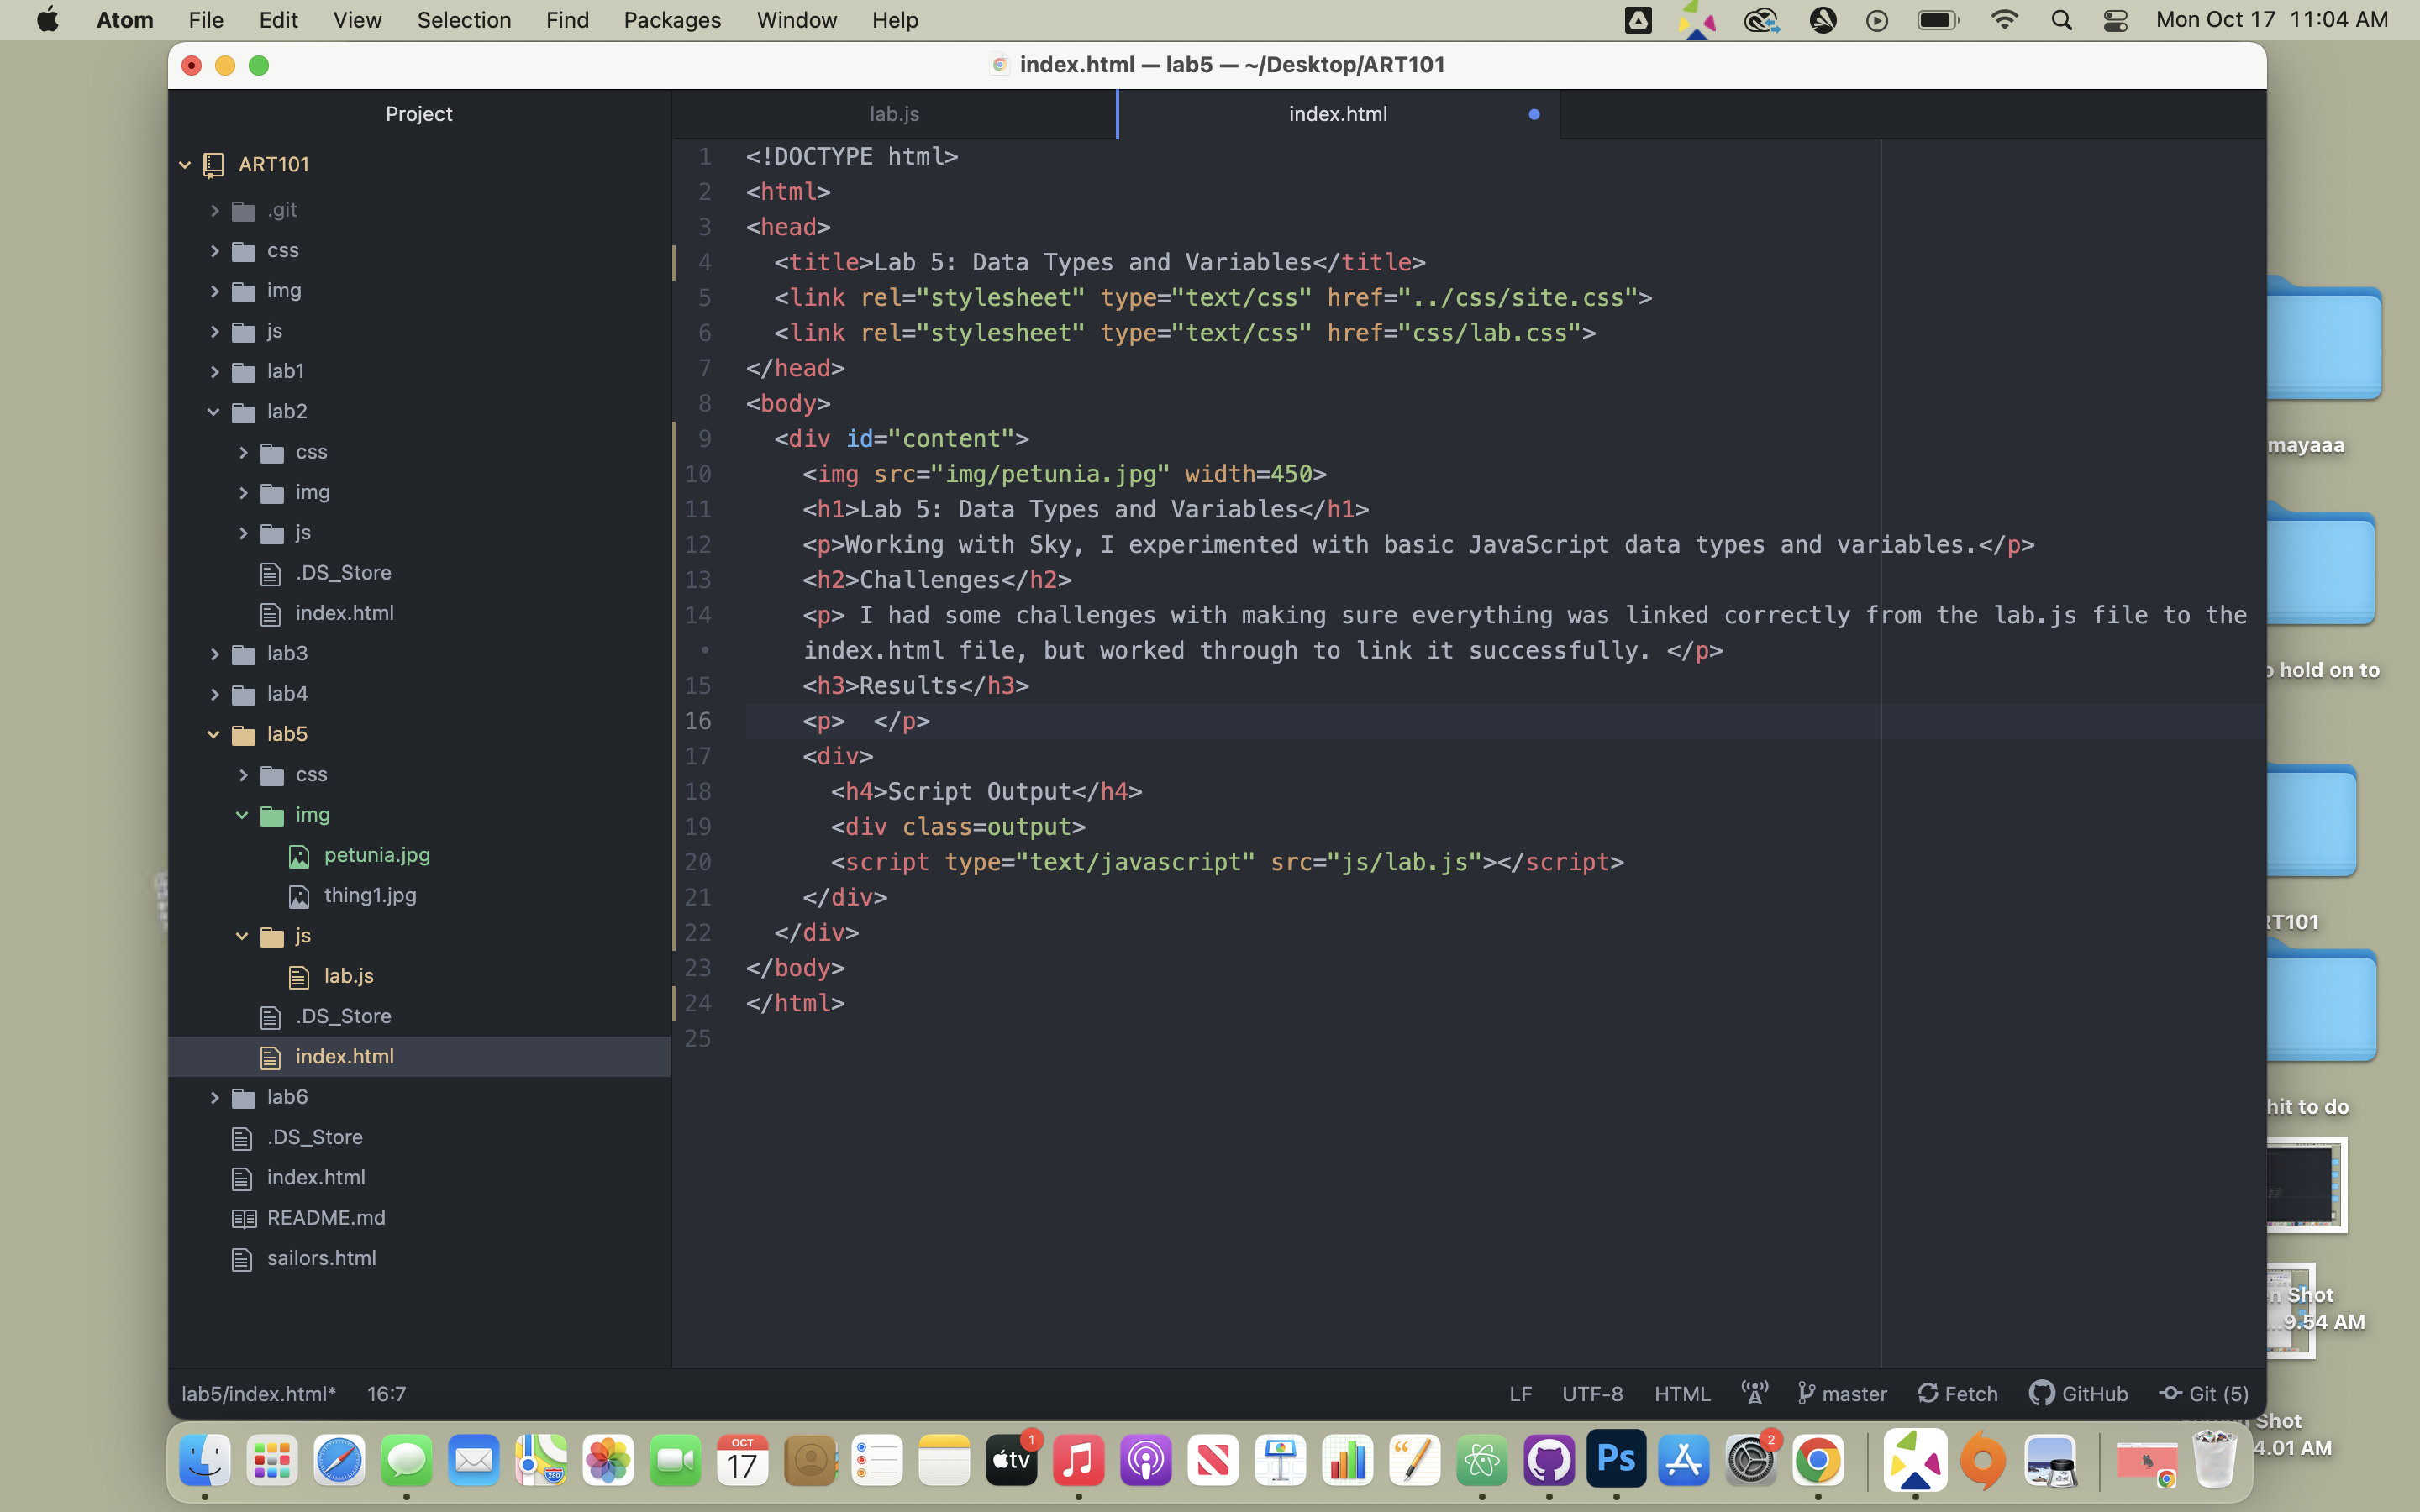 Atom File Edit View Selection Find Packages Window Help Mon Oct 17 11:04 AM
index.html — lab5 — ~/Desktop/ART101
Project lab.js index.html
ART101
.git
css
img
js
lab1
lab2
css
img
js
.DS_Store
index.html
lab3
lab4
lab5
css
img
petunia.jpg
thing1.jpg
js
lab.js
.DS_Store
index.html
lab6
.DS_Store
index.html
README.md
sailors.html
1 <!DOCTYPE html>
2 <html>
3 <head>
4 <title>Lab 5: Data Types and Variables</title>
5 <link rel="stylesheet" type="text/css" href="../css/site.css">
6 <link rel="stylesheet" type="text/css" href="css/lab.css">
7 </head>
8 <body>
9 <div id="content">
10 <img src="img/petunia.jpg" width=450>
11 <h1>Lab 5: Data Types and Variables</h1>
12 <p>Working with Sky, I experimented with basic JavaScript data types and variables.</p>
13 <h2>Challenges</h2>
14 <p> I had some challenges with making sure everything was linked correctly from the lab.js file to the
• index.html file, but worked through to link it successfully. </p>
15 <h3>Results</h3>
16 <p>  </p>
17 <div>
18 <h4>Script Output</h4>
19 <div class=output>
20 <script type="text/javascript" src="js/lab.js"></script>
21 </div>
22 </div>
23 </body>
24 </html>
25
lab5/index.html* 16:7 LF UTF-8 HTML master Fetch GitHub Git (5)
mayaaa
hold on to
RT101
hit to do
n Shot
...9.54 AM
Shot
4.01 AM
OCT
17
280
tv
1
Ps
2